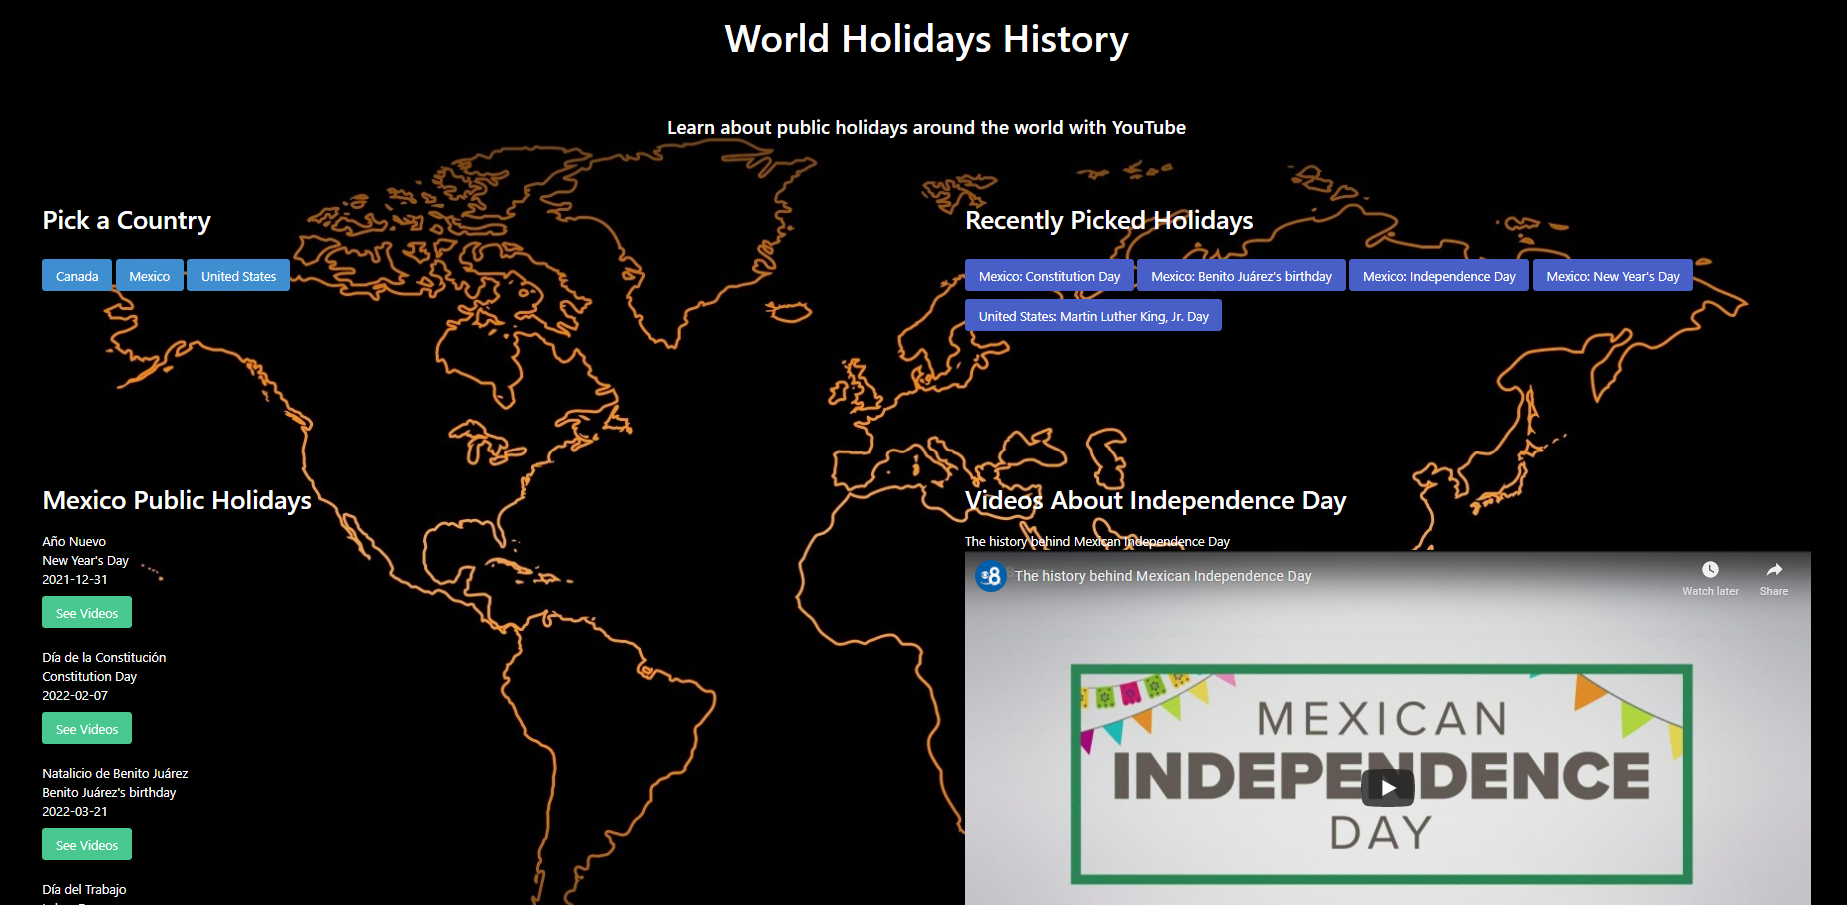 World Holidays History
Learn about public holidays around the world with YouTube
Pick a Country
Canada
Mexico
United States
Recently Picked Holidays
Mexico: Constitution Day
Mexico: Benito Juárez's birthday
Mexico: Independence Day
Mexico: New Year's Day
United States: Martin Luther King, Jr. Day
Mexico Public Holidays
Año Nuevo
New Year's Day
2021-12-31
See Videos
Día de la Constitución
Constitution Day
2022-02-07
See Videos
Natalicio de Benito Juárez
Benito Juárez's birthday
2022-03-21
See Videos
Día del Trabajo
Videos About Independence Day
The history behind Mexican Independence Day
8
The history behind Mexican Independence Day
Watch later
Share
MEXICAN
INDEPENDENCE
DAY